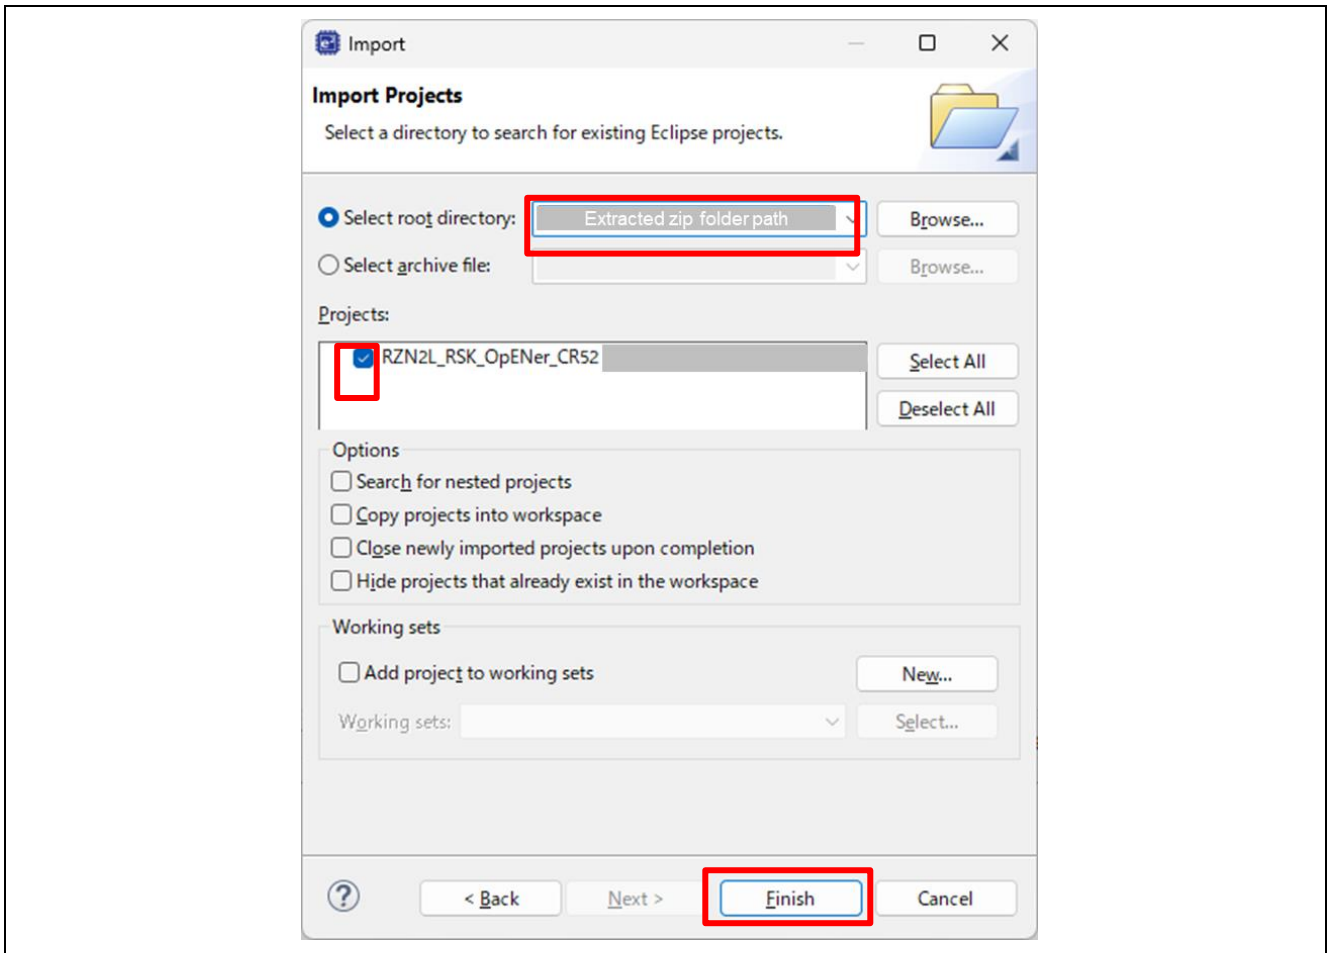 Import
Import Projects
Select a directory to search for existing Eclipse projects.
Select root directory: Extracted zip folder path Browse...
Select archive file: Browse...
Projects:
RZN2L_RSK_OpENer_CR52
Select All
Deselect All
Options
Search for nested projects
Copy projects into workspace
Close newly imported projects upon completion
Hide projects that already exist in the workspace
Working sets
Add project to working sets New...
Working sets: Select...
? < Back Next > Finish Cancel